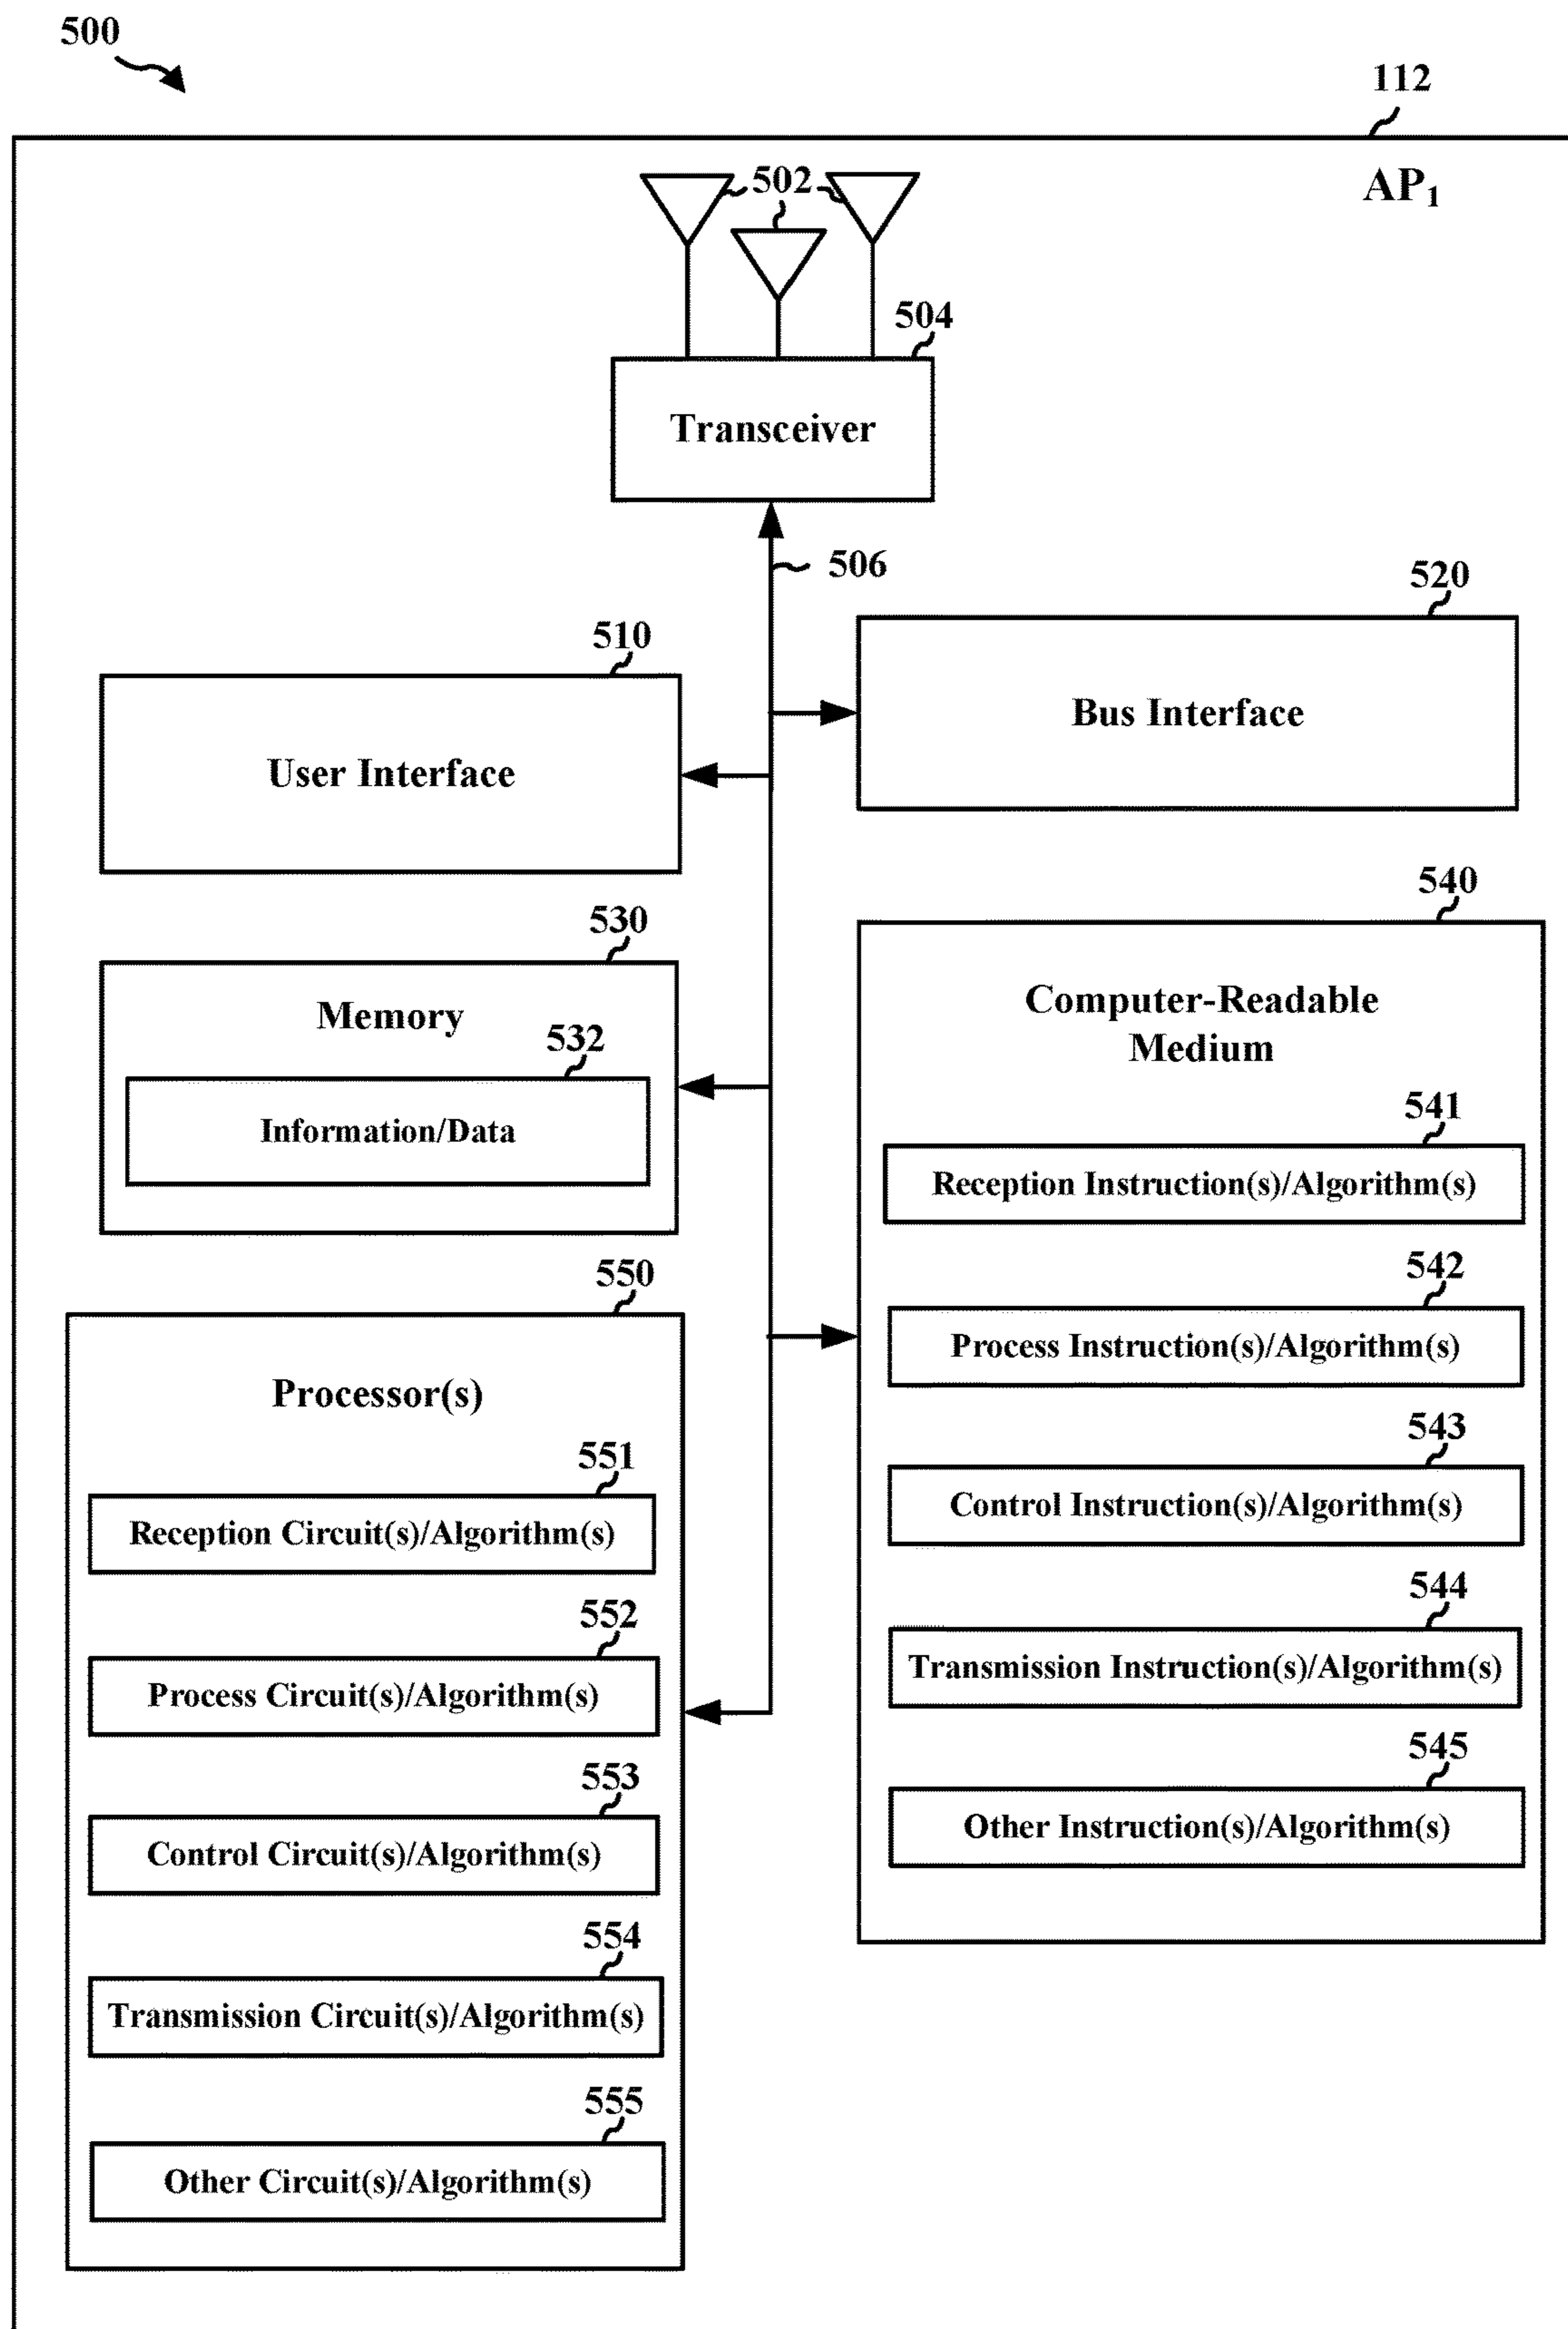 500
112
AP₁
502
504
Transceiver
506
520
Bus Interface
510
User Interface
530
Memory
532
Information/Data
540
Computer-Readable
Medium
541
Reception Instruction(s)/Algorithm(s)
542
Process Instruction(s)/Algorithm(s)
543
Control Instruction(s)/Algorithm(s)
544
Transmission Instruction(s)/Algorithm(s)
545
Other Instruction(s)/Algorithm(s)
550
Processor(s)
551
Reception Circuit(s)/Algorithm(s)
552
Process Circuit(s)/Algorithm(s)
553
Control Circuit(s)/Algorithm(s)
554
Transmission Circuit(s)/Algorithm(s)
555
Other Circuit(s)/Algorithm(s)